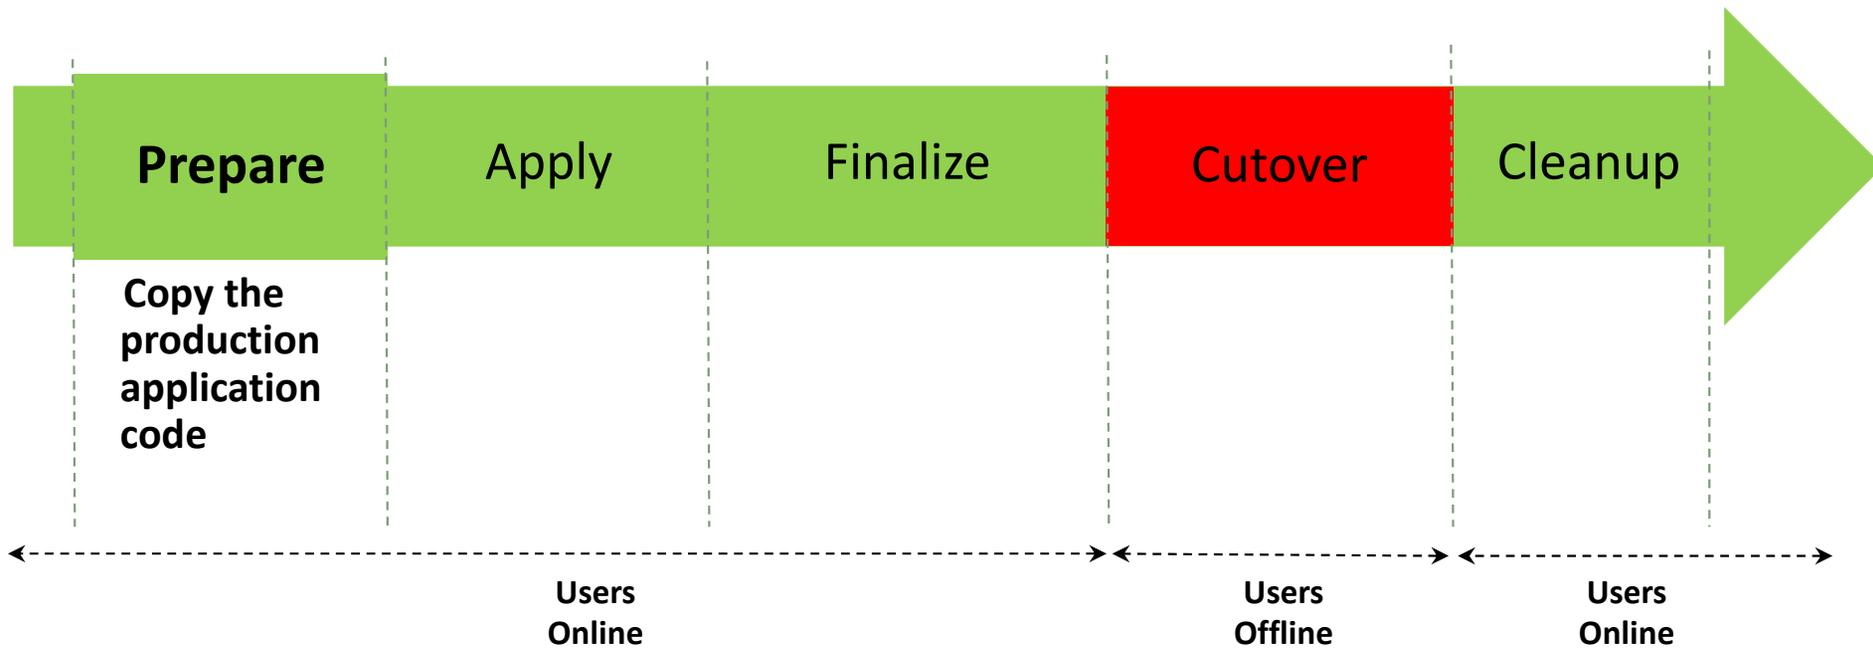 Prepare
Apply
Finalize
Cutover
Cleanup
Copy the
production
application
code
Users
Online
Users
Offline
Users
Online